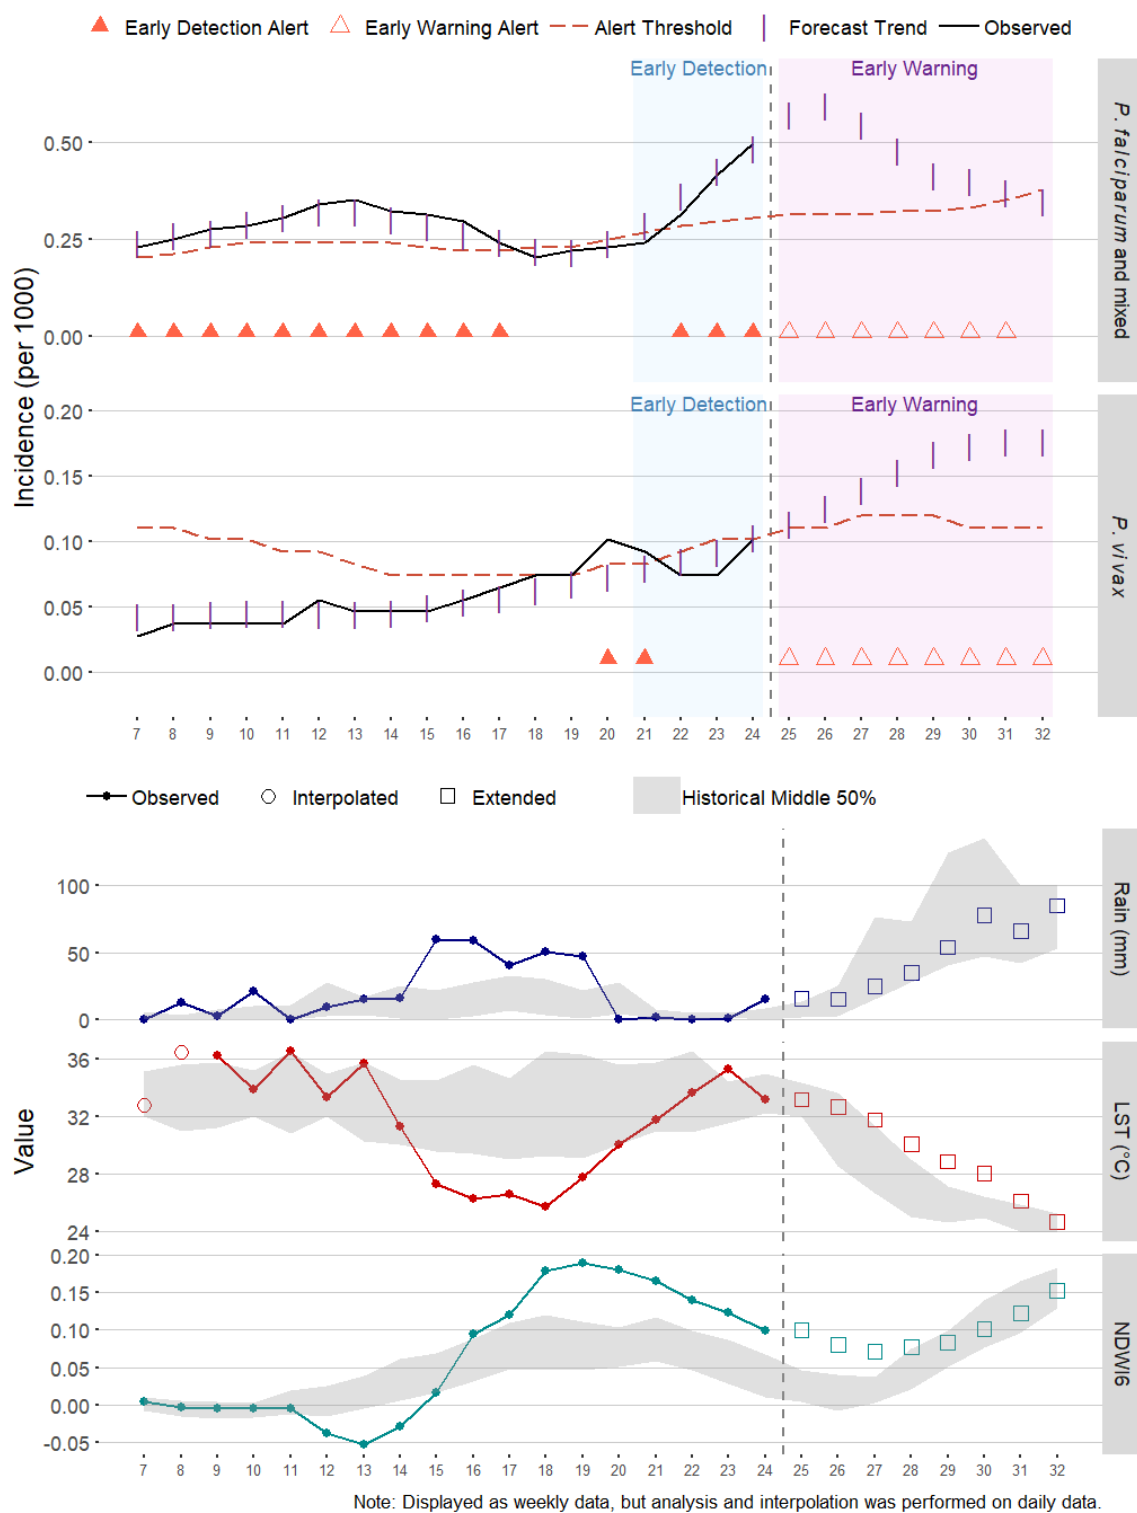 Early Detection Alert Early Warning Alert Alert Threshold Forecast Trend Observed
Early Detection Early Warning
0.50
0.25
0.00
P. falciparum and mixed
Incidence (per 1000)
Early Detection Early Warning
0.20
0.15
0.10
0.05
0.00
P. vivax
7 8 9 10 11 12 13 14 15 16 17 18 19 20 21 22 23 24 25 26 27 28 29 30 31 32
Observed Interpolated Extended Historical Middle 50%
100
50
0
Rain (mm)
Value
36
32
28
24
LST (°C)
0.20
0.15
0.10
0.05
0.00
-0.05
NDWI6
7 8 9 10 11 12 13 14 15 16 17 18 19 20 21 22 23 24 25 26 27 28 29 30 31 32
Note: Displayed as weekly data, but analysis and interpolation was performed on daily data.